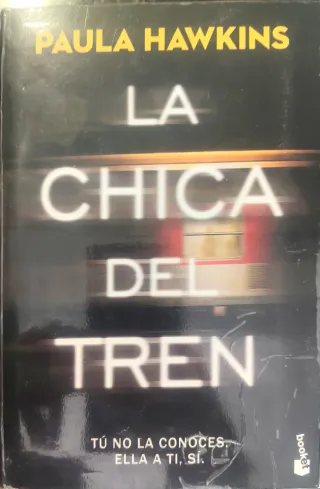 PAULA HAWKINS
LA
CHICA
DEL
TREN
TÚ NO LA CONOCES.
ELLA A TI, SÍ.
booket